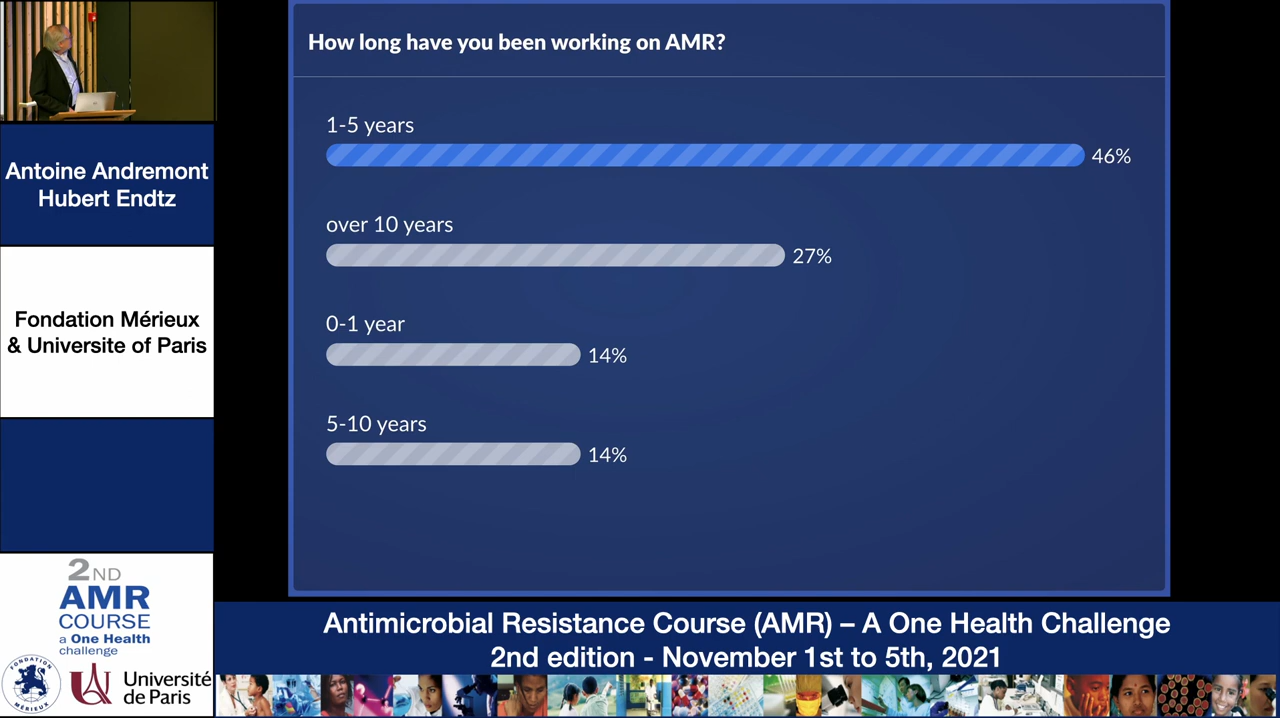 How long have you been working on AMR?
1-5 years
46%
over 10 years
27%
0-1 year
14%
5-10 years
14%
Antoine Andremont
Hubert Endtz
Fondation Mérieux
& Universite of Paris
2ND
AMR
COURSE
a One Health
challenge
FONDATION
MÉRIEUX
Université
de Paris
Antimicrobial Resistance Course (AMR) – A One Health Challenge
2nd edition - November 1st to 5th, 2021